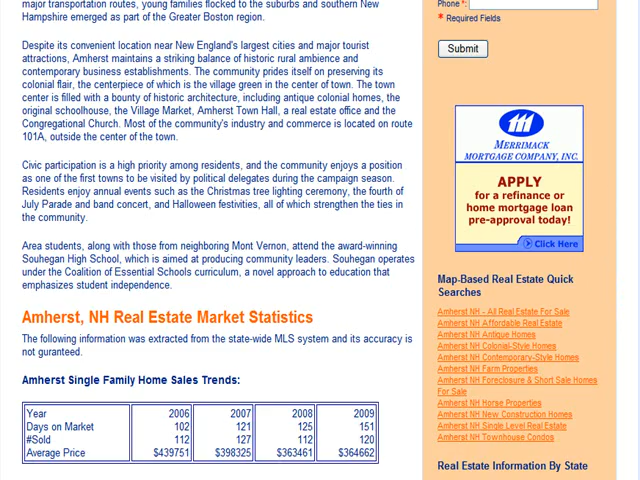 major transportation routes, young families flocked to the suburbs and southern New
Hampshire emerged as part of the Greater Boston region.
Despite its convenient location near New England's largest cities and major tourist
attractions, Amherst maintains a striking balance of historic rural ambience and
contemporary business establishments. The community prides itself on preserving its
colonial flair, the centerpiece of which is the village green in the center of town. The town
center is filled with a bounty of historic architecture, including antique colonial homes, the
original schoolhouse, the Village Market, Amherst Town Hall, a real estate office and the
Congregational Church. Most of the community's industry and commerce is located on route
101A, outside the center of the town.
Civic participation is a high priority among residents, and the community enjoys a position
as one of the first towns to be visited by political delegates during the campaign season.
Residents enjoy annual events such as the Christmas tree lighting ceremony, the fourth of
July Parade and band concert, and Halloween festivities, all of which strengthen the ties in
the community.
Area students, along with those from neighboring Mont Vernon, attend the award-winning
Souhegan High School, which is aimed at producing community leaders. Souhegan operates
under the Coalition of Essential Schools curriculum, a novel approach to education that
emphasizes student independence.
Amherst, NH Real Estate Market Statistics
The following information was extracted from the state-wide MLS system and its accuracy is
not guranteed.
Amherst Single Family Home Sales Trends:
Year 2006 2007 2008 2009
Days on Market 102 121 125 151
#Sold 112 127 112 120
Average Price $439751 $398325 $363461 $364662
Phone *:
* Required Fields
Submit
MERRIMACK
MORTGAGE COMPANY, INC.
APPLY
for a refinance or
home mortgage loan
pre-approval today!
Click Here
Map-Based Real Estate Quick
Searches
Amherst NH - All Real Estate For Sale
Amherst NH Affordable Real Estate
Amherst NH Antique Homes
Amherst NH Colonial-Style Homes
Amherst NH Contemporary-Style Homes
Amherst NH Farm Properties
Amherst NH Foreclosure & Short Sale Homes
For Sale
Amherst NH Horse Properties
Amherst NH New Construction Homes
Amherst NH Single Level Real Estate
Amherst NH Townhouse Condos
Real Estate Information By State